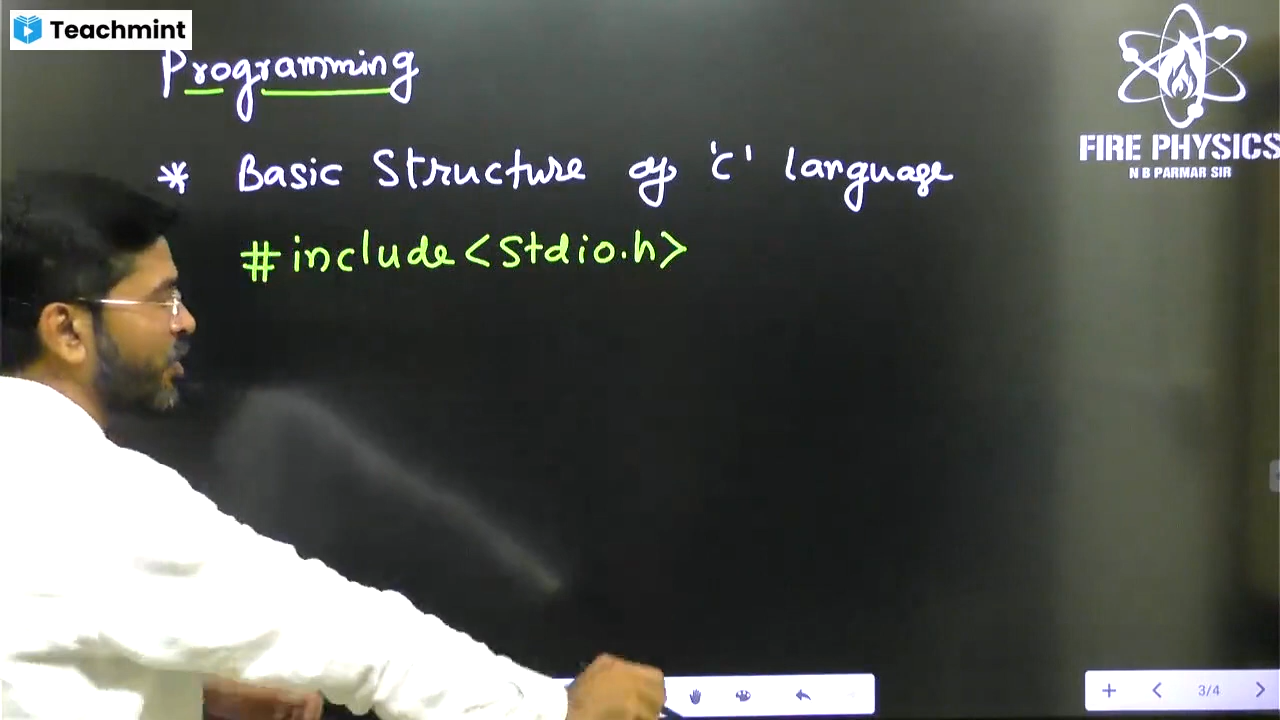 Teachmint
Programming
* Basic Structure of 'C' language
#include<stdio.h>
FIRE PHYSICS
N B PARMAR SIR
3/4